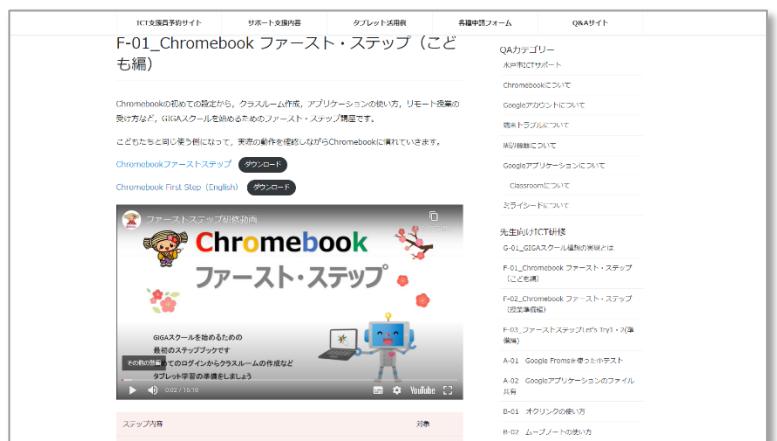 ICT支援員予約サイト サポート支援内容 タブレット活用例 各種申請フォーム Q&Aサイト
F-01_Chromebook ファースト・ステップ（こど
も編）
Chromebookの初めての設定から，クラスルーム作成，アプリケーションの使い方，リモート授業の
受け方など，GIGAスクールを始めるためのファースト・ステップ講座です。
こどもたちと同じ使う側になって，実際の動作を確認しながらChromebookに慣れていきます。
Chromebookファーストステップ ダウンロード
Chromebook First Step（English） ダウンロード
ファーストステップ研修動画
Chromebook
ファースト・ステップ
GIGAスクールを始めるための
最初のステップブックです
てのログインからクラスルームの作成など
その他の動画
タブレット学習の準備をしましょう
0:02 / 16:18
YouTube
ステップ内容 対象
QAカテゴリー
水戸市ICTサポート
Chromebookについて
Googleアカウントについて
端末トラブルについて
Googleアプリケーションについて
Classroomについて
ミライシードについて
先生向けICT研修
G-01_GIGAスクール構想の実現とは
F-01_Chromebook ファースト・ステップ
（こども編）
F-02_Chromebook ファースト・ステップ
（授業準備編）
F-03_ファーストステップLet's Try1・2(準
備編)
A-01 Google Fromsを使った小テスト
A-02 Googleアプリケーションのファイル
共有
B-01 オクリンクの使い方
B-02 ムーブノートの使い方